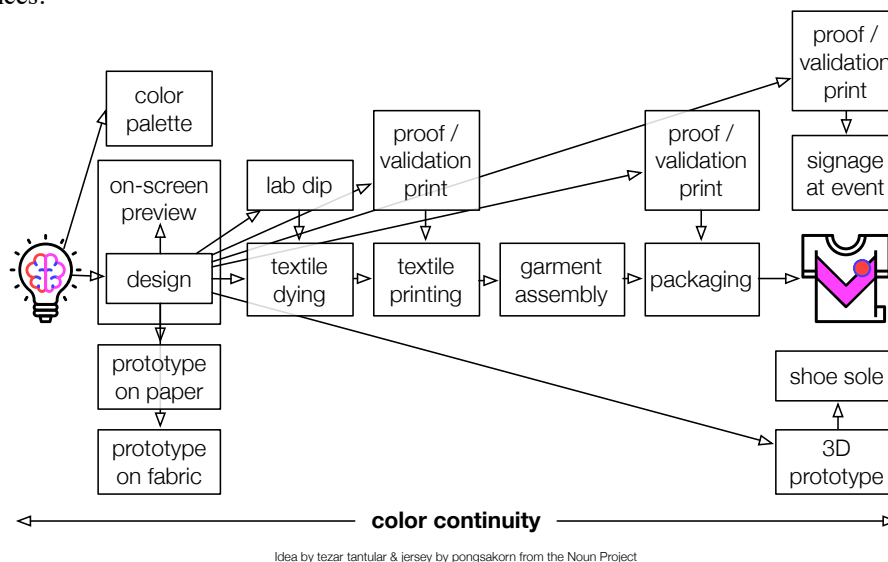 nces.
color
palette
on-screen
preview
design
prototype
on paper
prototype
on fabric
lab dip
textile
dying
proof /
validation
print
textile
printing
garment
assembly
proof /
validation
print
packaging
proof /
validation
print
signage
at event
shoe sole
3D
prototype
color continuity
Idea by tezar tantular & jersey by pongsakorn from the Noun Project